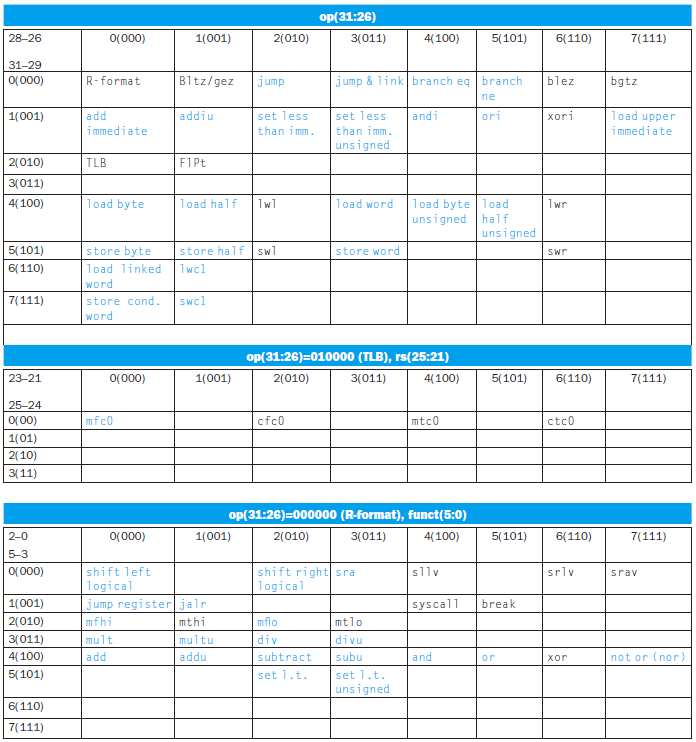 op(31:26)
28–26 0(000) 1(001) 2(010) 3(011) 4(100) 5(101) 6(110) 7(111)
31–29
0(000) R-format Bltz/gez jump jump & link branch eq branch blez bgtz
ne
1(001) add addiu set less set less andi ori xori load upper
immediate than imm. than imm. immediate
unsigned
2(010) TLB FlPt
3(011)
4(100) load byte load half lwl load word load byte load lwr
unsigned half
unsigned
5(101) store byte store half swl store word swr
6(110) load linked lwc1
word
7(111) store cond. swc1
word
op(31:26)=010000 (TLB), rs(25:21)
23–21 0(000) 1(001) 2(010) 3(011) 4(100) 5(101) 6(110) 7(111)
25–24
0(00) mfc0 cfc0 mtc0 ctc0
1(01)
2(10)
3(11)
op(31:26)=000000 (R-format), funct(5:0)
2–0 0(000) 1(001) 2(010) 3(011) 4(100) 5(101) 6(110) 7(111)
5–3
0(000) shift left shift right sra sllv srlv srav
logical logical
1(001) jump register jalr syscall break
2(010) mfhi mthi mflo mtlo
3(011) mult multu div divu
4(100) add addu subtract subu and or xor not or (nor)
5(101) set l.t. set l.t.
unsigned
6(110)
7(111)